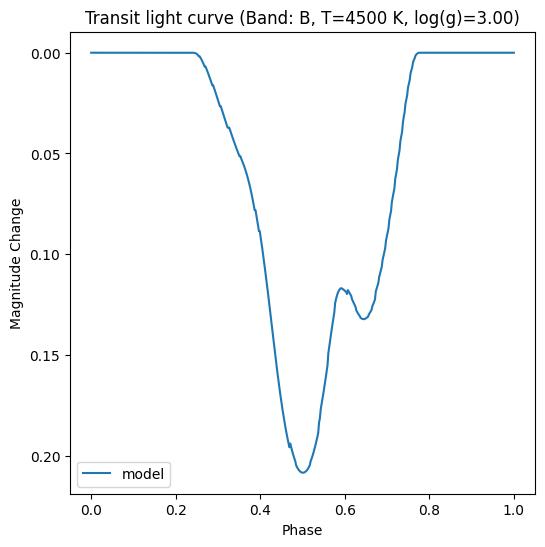 Transit light curve (Band: B, T=4500 K, log(g)=3.00)
Magnitude Change
0.00
0.05
0.10
0.15
0.20
model
0.0 0.2 0.4 0.6 0.8 1.0
Phase